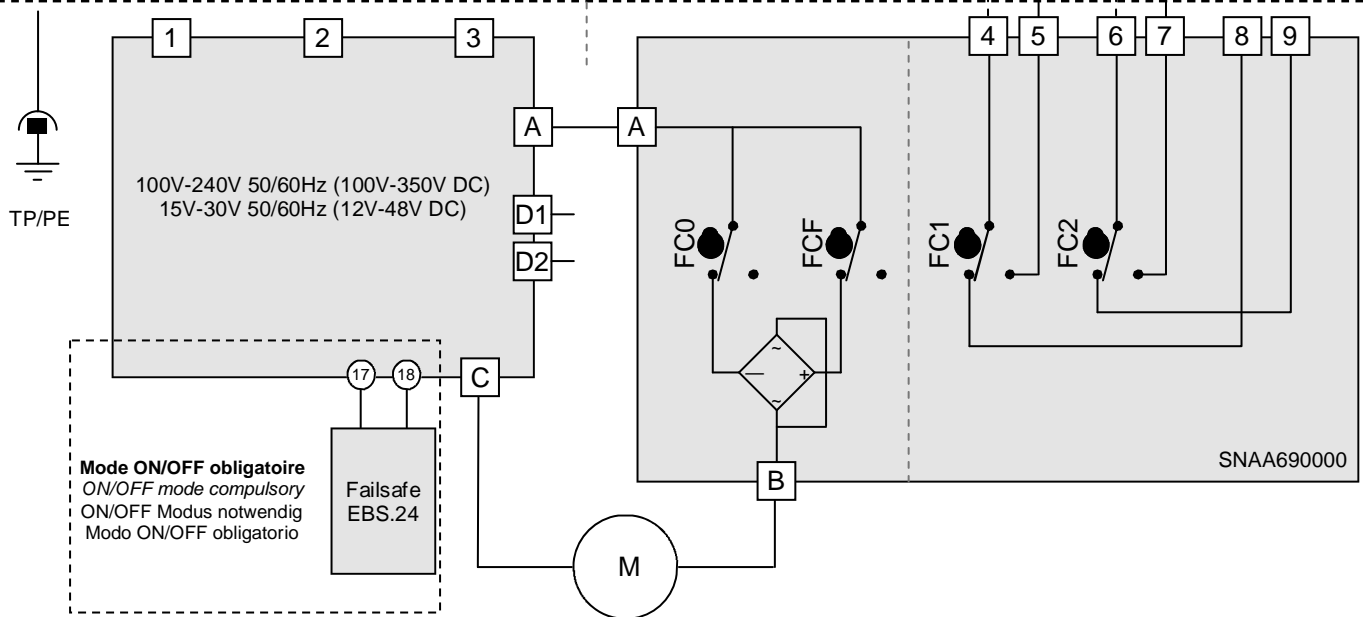 1 2 3 4 5 6 7 8 9
A A
100V-240V 50/60Hz (100V-350V DC)
15V-30V 50/60Hz (12V-48V DC)
D1
D2
TP/PE
FC0 FCF FC1 FC2
~
— +
~
17 18 C
SNAA690000
B
Mode ON/OFF obligatoire
ON/OFF mode compulsory
ON/OFF Modus notwendig
Modo ON/OFF obligatorio
Failsafe
EBS.24
M